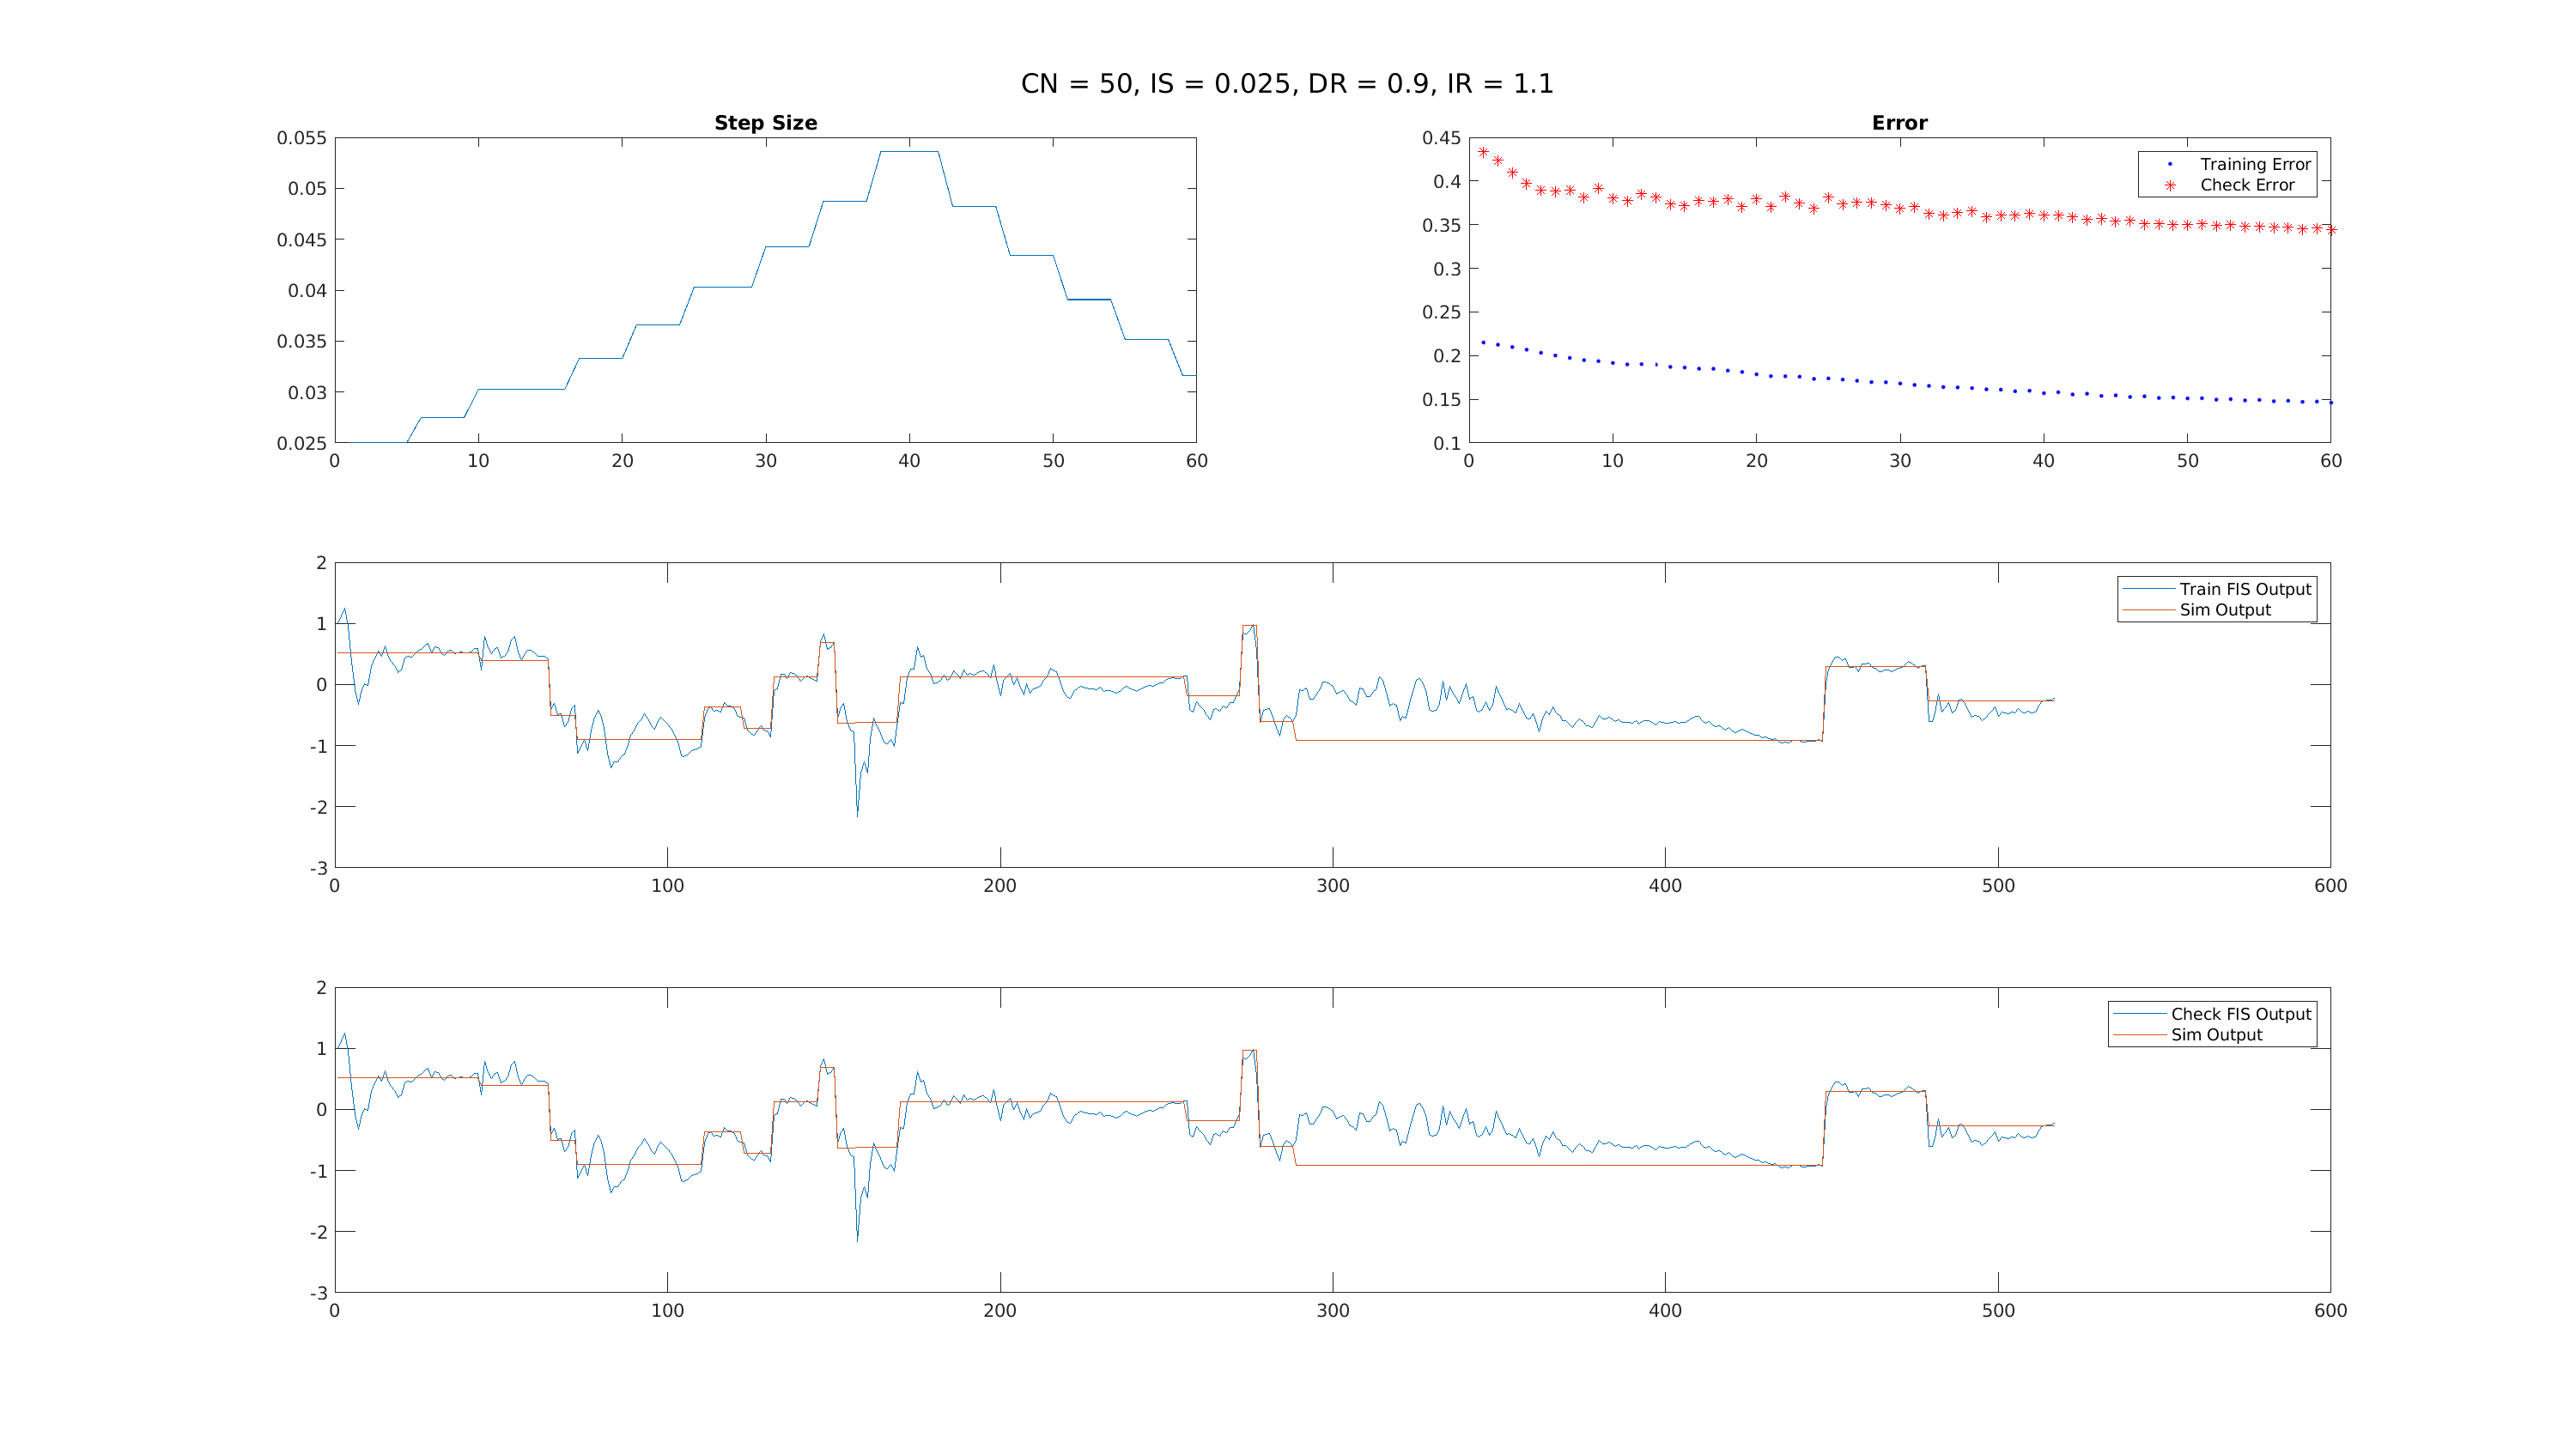 CN = 50, IS = 0.025, DR = 0.9, IR = 1.1
Step Size
0.055
0.05
0.045
0.04
0.035
0.03
0.025
0 10 20 30 40 50 60
Error
0.45
0.4
0.35
0.3
0.25
0.2
0.15
0.1
0 10 20 30 40 50 60
Training Error
Check Error
2
1
0
-1
-2
-3
0 100 200 300 400 500 600
Train FIS Output
Sim Output
2
1
0
-1
-2
-3
0 100 200 300 400 500 600
Check FIS Output
Sim Output